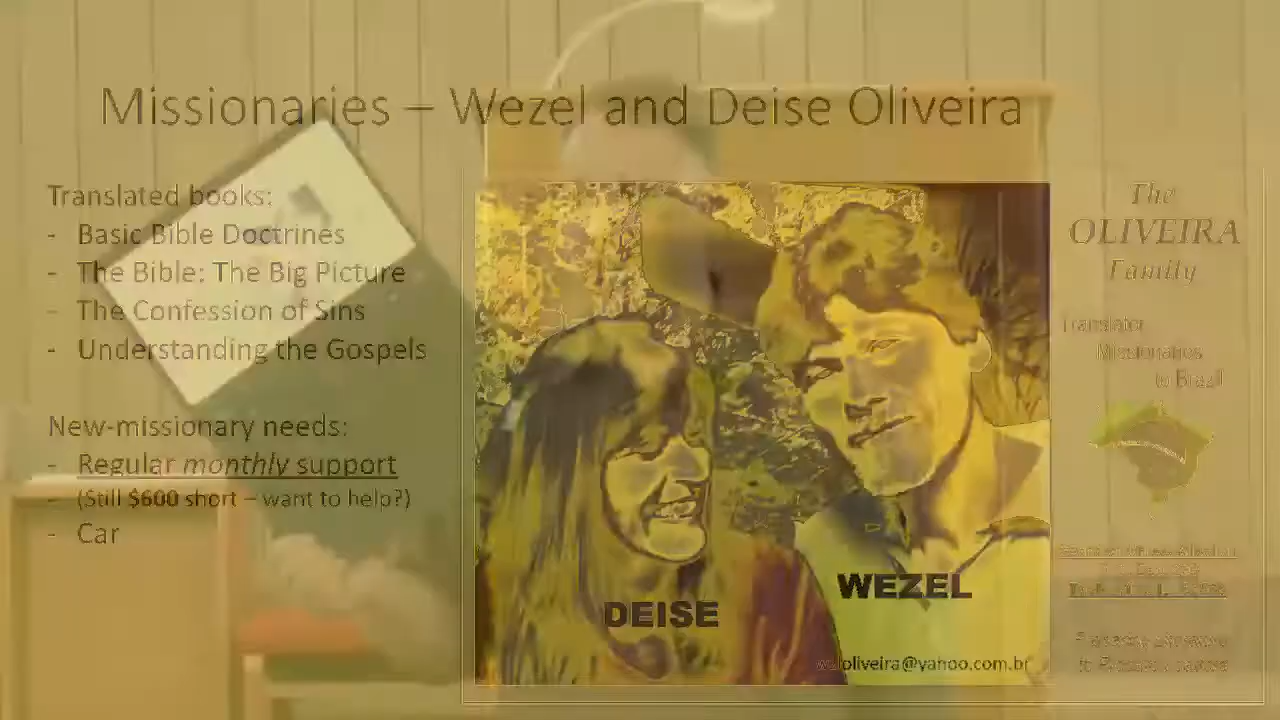 Missionaries – Wezel and Deise Oliveira
Translated books:
- Basic Bible Doctrines
- The Bible: The Big Picture
- The Confession of Sins
- Understanding the Gospels
New-missionary needs:
- Regular monthly support
- (Still $600 short – want to help?)
- Car
DEISE
WEZEL
oliveira@yahoo.com.br
The
OLIVEIRA
Family
Translator
Missionaries
to Brazil